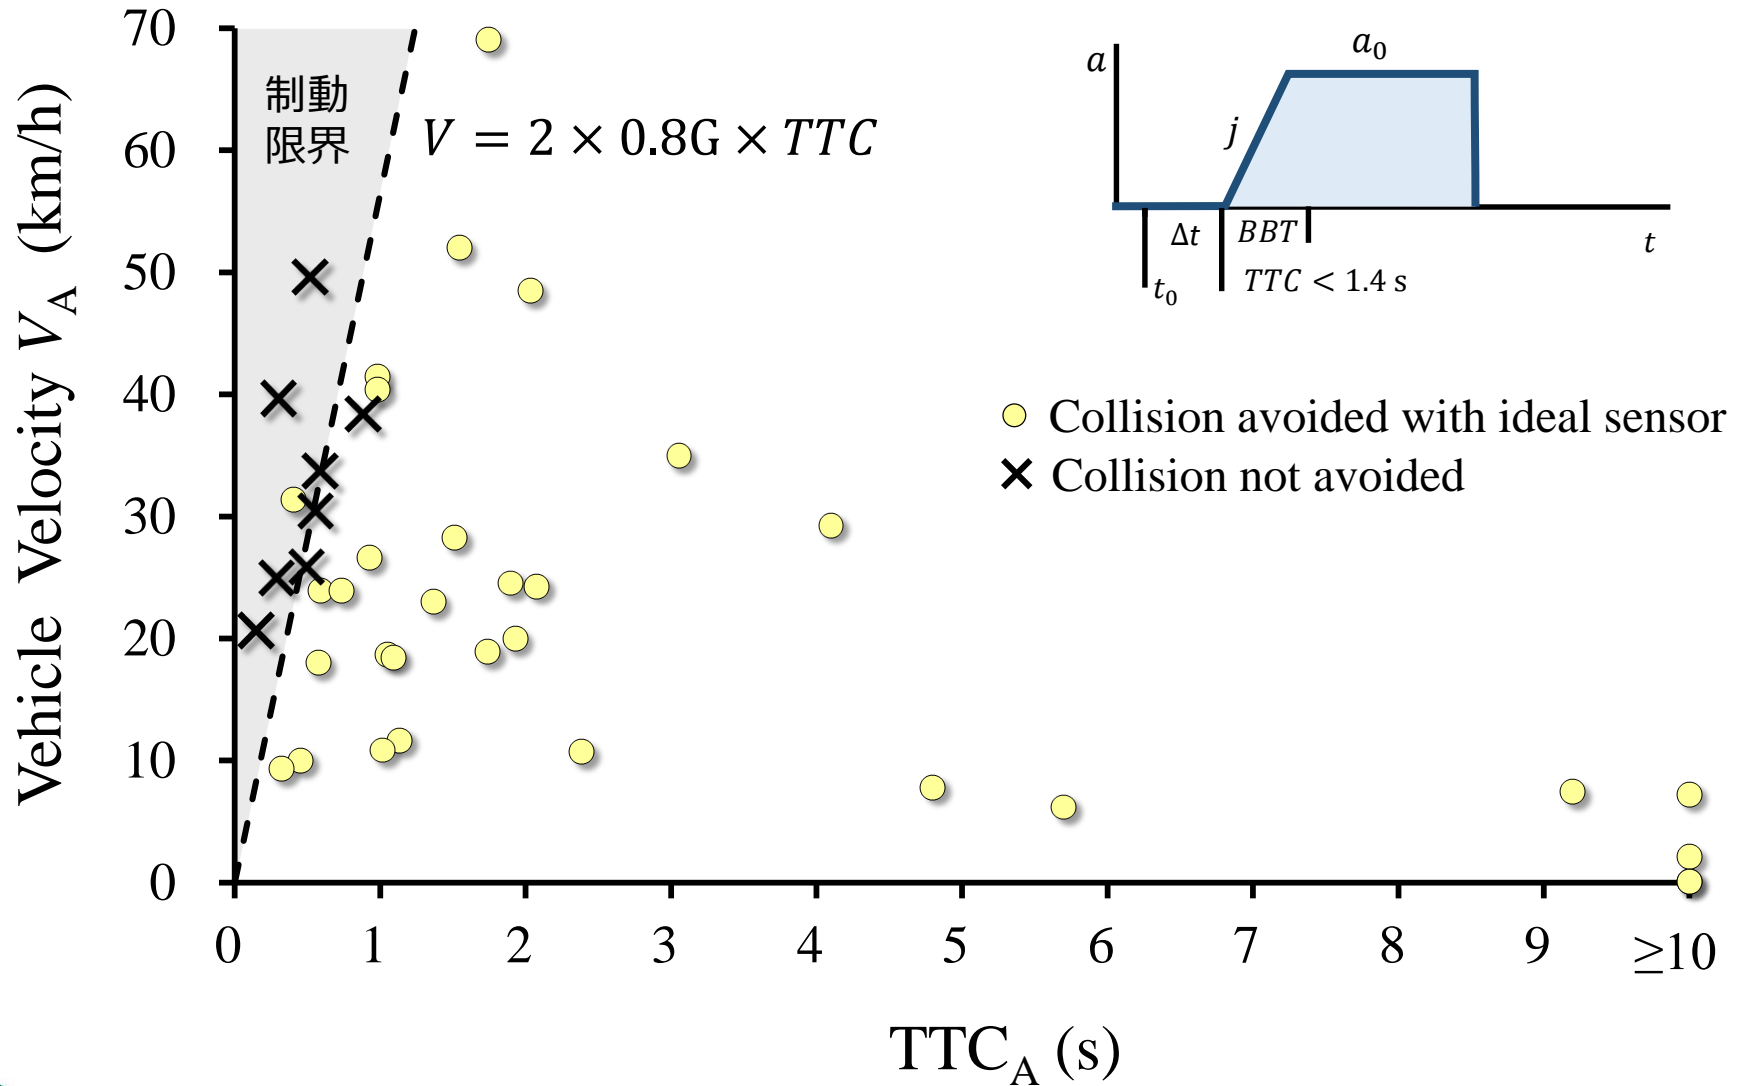 70
60
50
40
30
20
10
0
Vehicle Velocity V_A (km/h)
制動
限界
V = 2 × 0.8G × TTC
a
a₀
j
Δt
BBT
t
t₀
TTC < 1.4 s
Collision avoided with ideal sensor
Collision not avoided
0 1 2 3 4 5 6 7 8 9 ≥10
TTC_A (s)